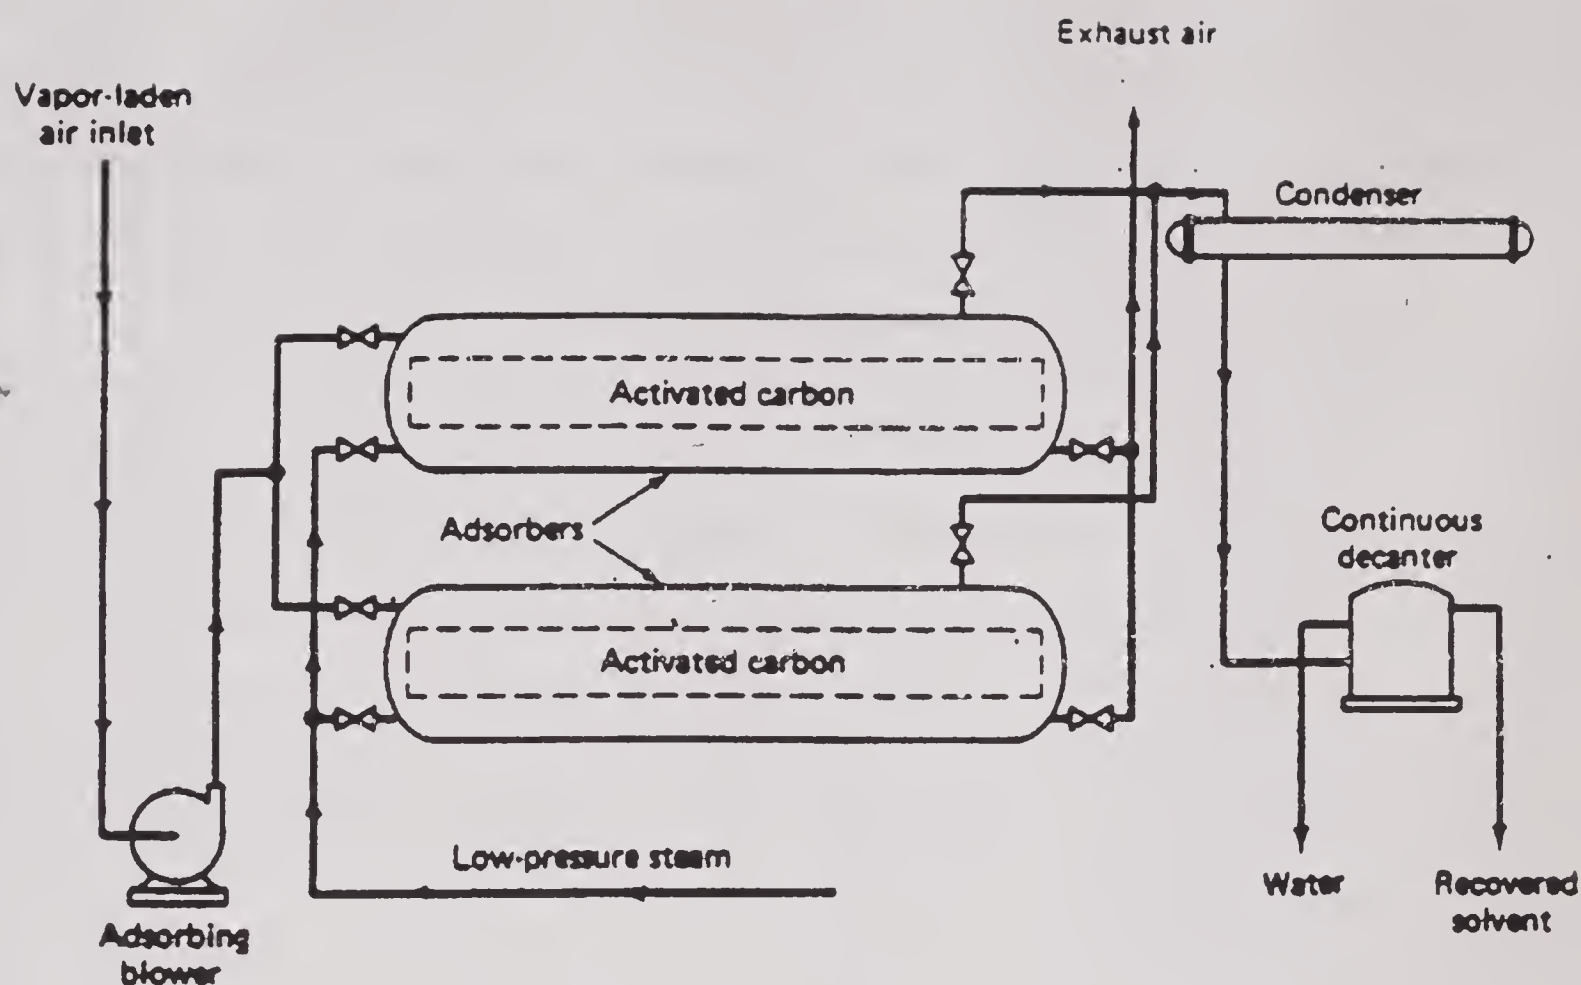 Exhaust air
Vapor-laden
air inlet
Condenser
Activated carbon
Adsorbers
Continuous
decanter
Activated carbon
Low-pressure steam
Water
Recovered
solvent
Adsorbing
blower